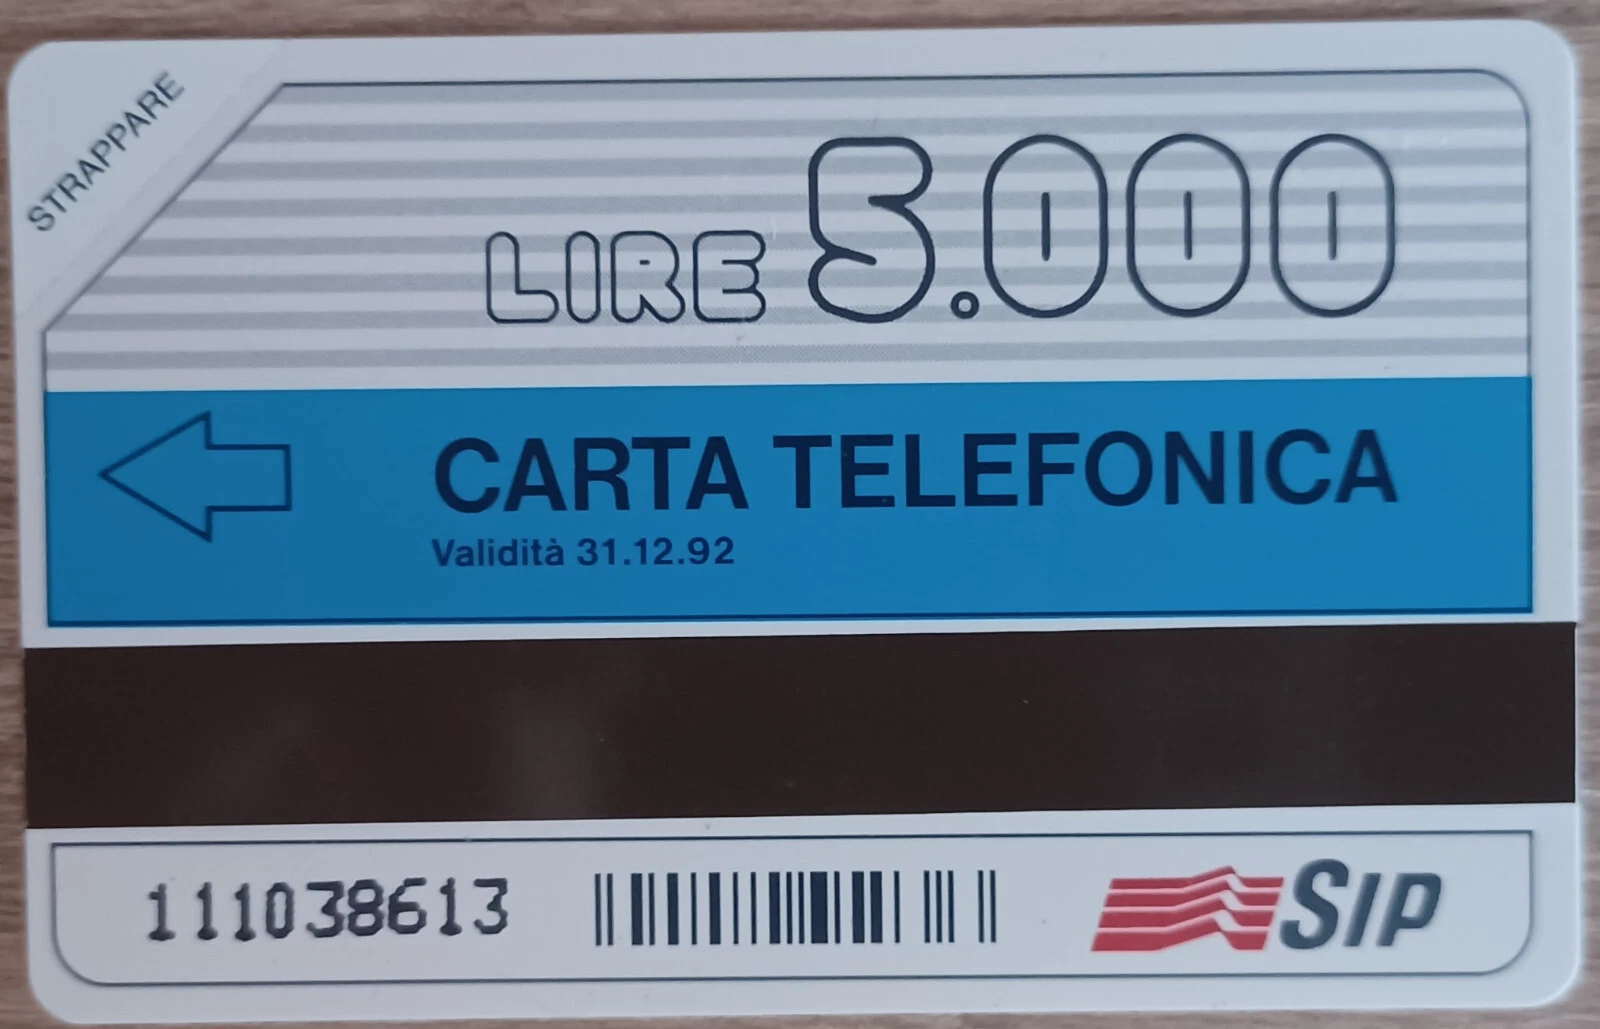 STRAPPARE
LIRE 5.000
CARTA TELEFONICA
Validità 31.12.92
111038613
SIP